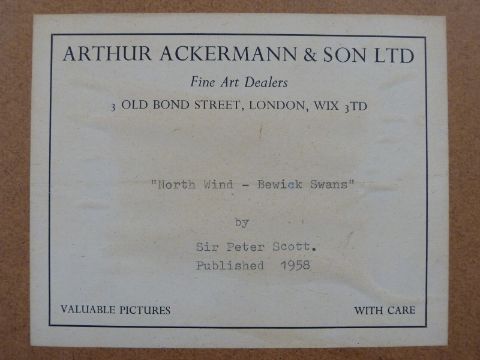 ARTHUR ACKERMANN & SON LTD
Fine Art Dealers
3 OLD BOND STREET, LONDON, WIX 3TD
"North Wind - Bewick Swans"
by
Sir Peter Scott.
Published 1958
VALUABLE PICTURES WITH CARE